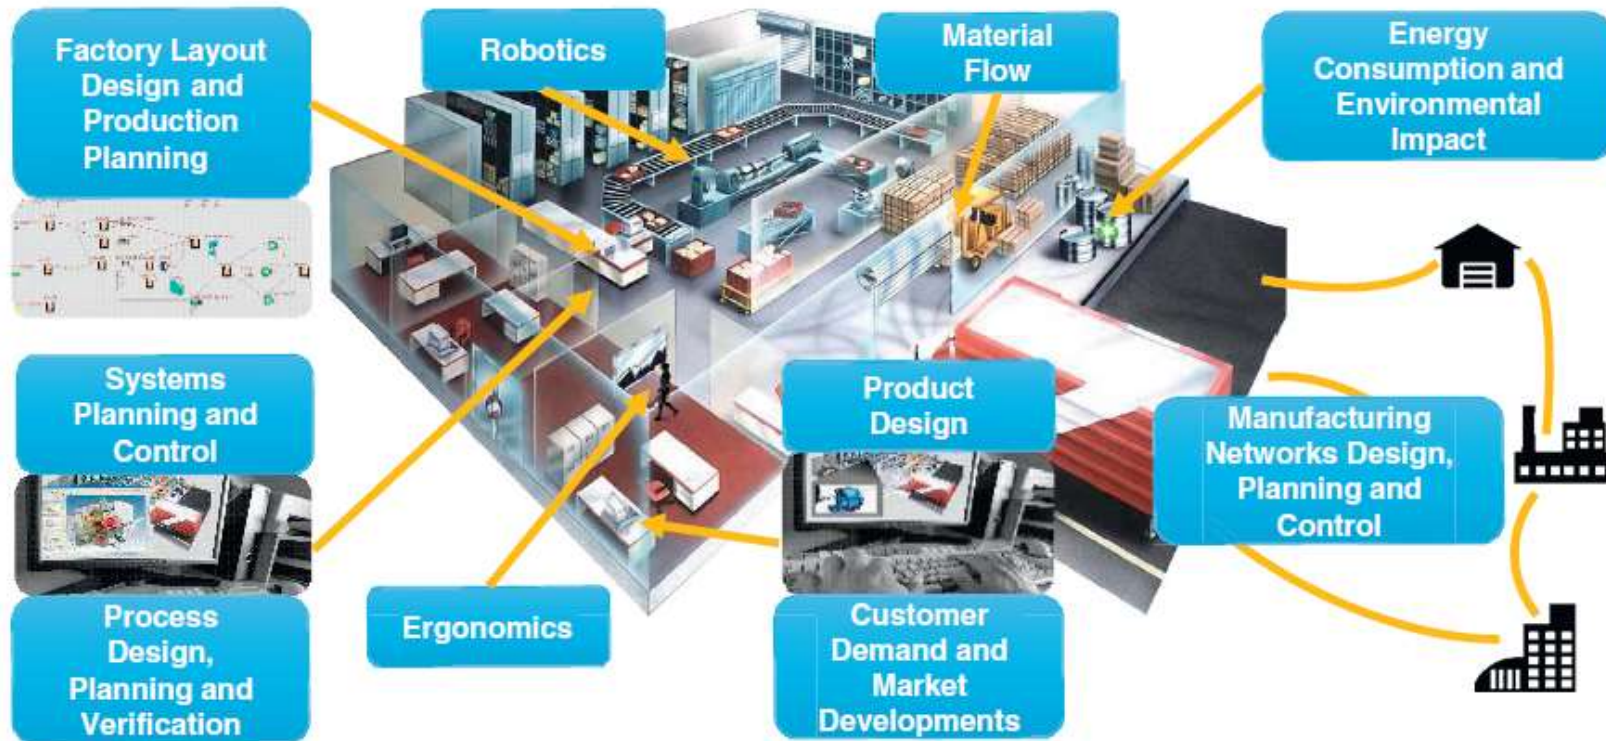 Factory Layout
Design and
Production
Planning
Robotics
Material
Flow
Energy
Consumption and
Environmental
Impact
Systems
Planning and
Control
Product
Design
Manufacturing
Networks Design,
Planning and
Control
Process
Design,
Planning and
Verification
Ergonomics
Customer
Demand and
Market
Developments